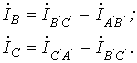 İ_B = İ_{B'C'} − İ_{A'B'};
İ_C = İ_{C'A'} − İ_{B'C'}.